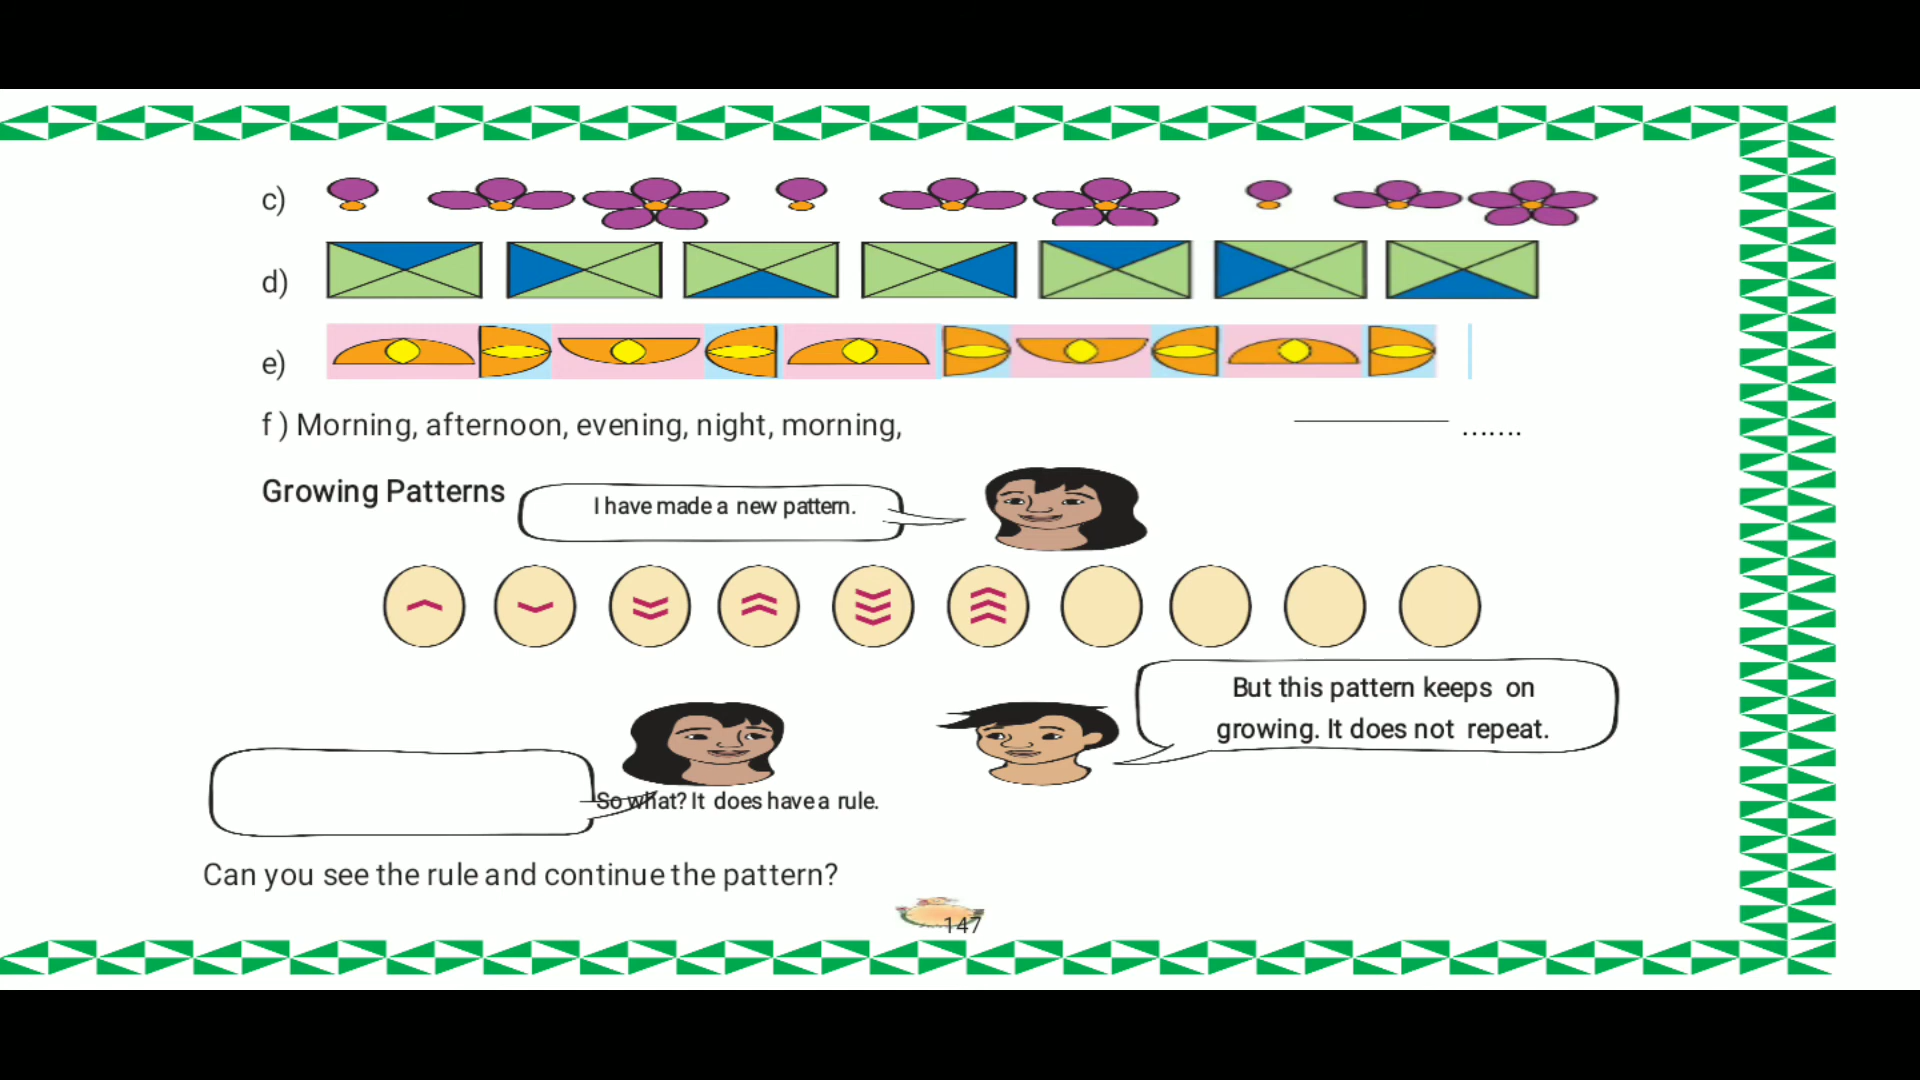 c)
d)
e)
f ) Morning, afternoon, evening, night, morning, ________ .......
Growing Patterns
I have made a new pattern.
But this pattern keeps on
growing. It does not repeat.
So what? It does have a rule.
Can you see the rule and continue the pattern?
147